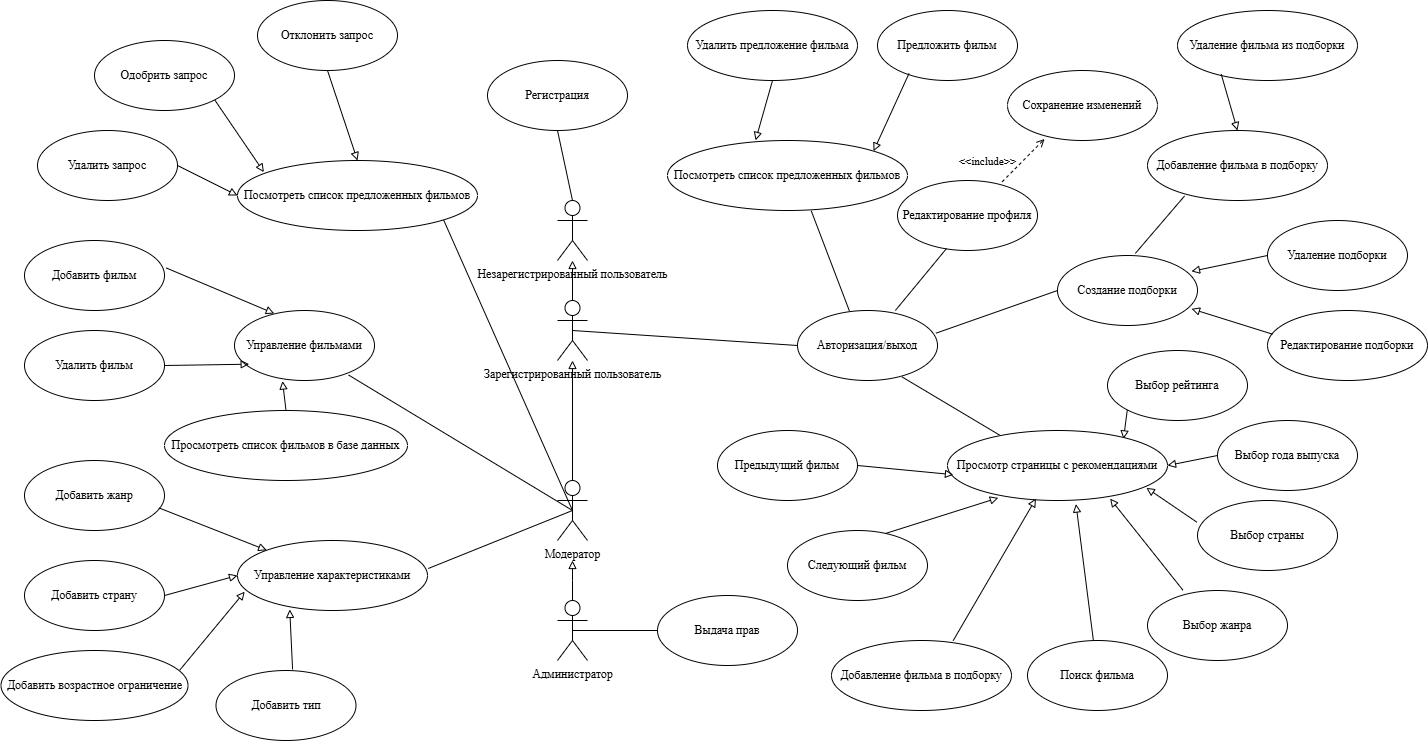 Отклонить запрос
Удалить предложение фильма
Предложить фильм
Удаление фильма из подборки
Одобрить запрос
Регистрация
Сохранение изменений
Удалить запрос
<<include>>
Добавление фильма в подборку
Посмотреть список предложенных фильмов
Посмотреть список предложенных фильмов
Редактирование профиля
Добавить фильм
Незарегистрированный пользователь
Удаление подборки
Создание подборки
Управление фильмами
Авторизация/выход
Редактирование подборки
Удалить фильм
Зарегистрированный пользователь
Выбор рейтинга
Просмотреть список фильмов в базе данных
Предыдущий фильм
Просмотр страницы с рекомендациями
Выбор года выпуска
Добавить жанр
Выбор страны
Модератор
Следующий фильм
Управление характеристиками
Добавить страну
Выдача прав
Выбор жанра
Администратор
Добавление фильма в подборку
Поиск фильма
Добавить возрастное ограничение
Добавить тип